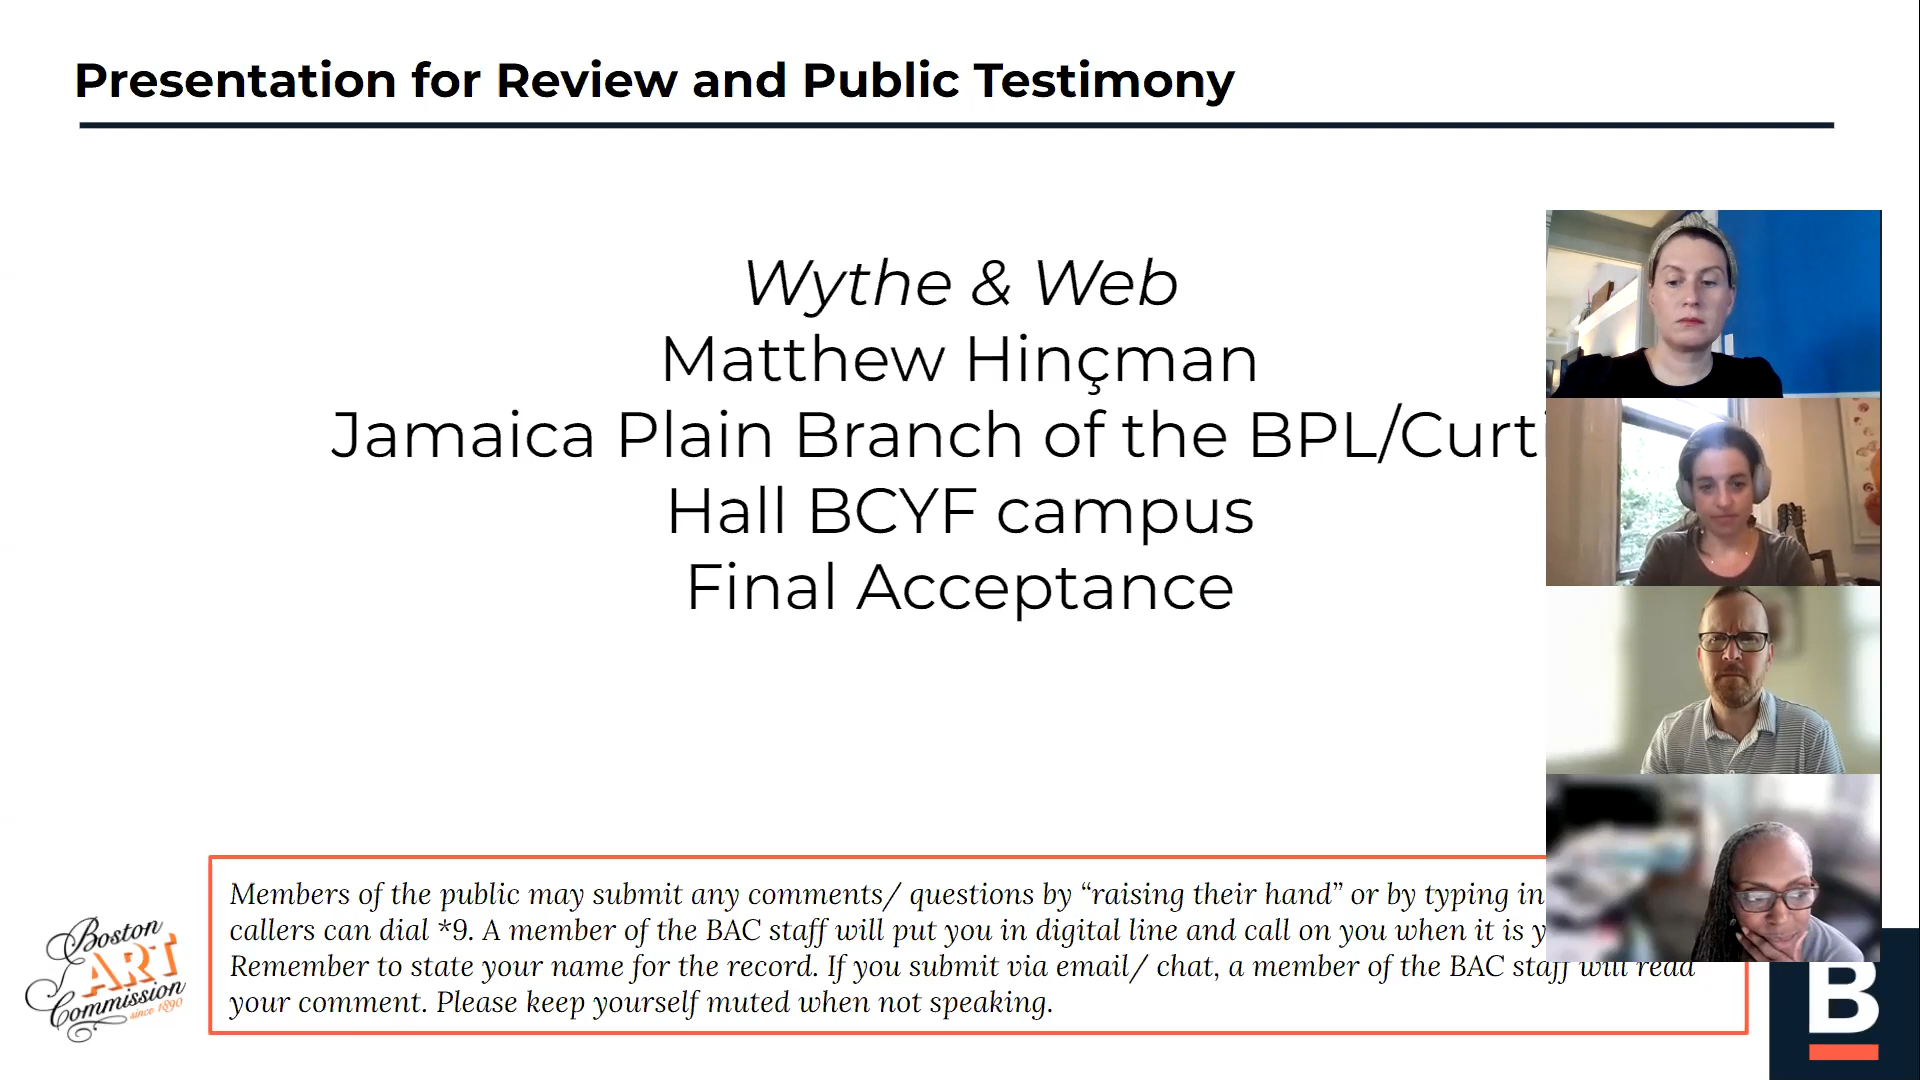 Presentation for Review and Public Testimony
Wythe & Web
Matthew Hinçman
Jamaica Plain Branch of the BPL/Curti
Hall BCYF campus
Final Acceptance
Members of the public may submit any comments/ questions by “raising their hand” or by typing in
callers can dial *9. A member of the BAC staff will put you in digital line and call on you when it is y
Remember to state your name for the record. If you submit via email/ chat, a member of the BAC staff will read
your comment. Please keep yourself muted when not speaking.
Boston
ART
Commission
since 1890
B